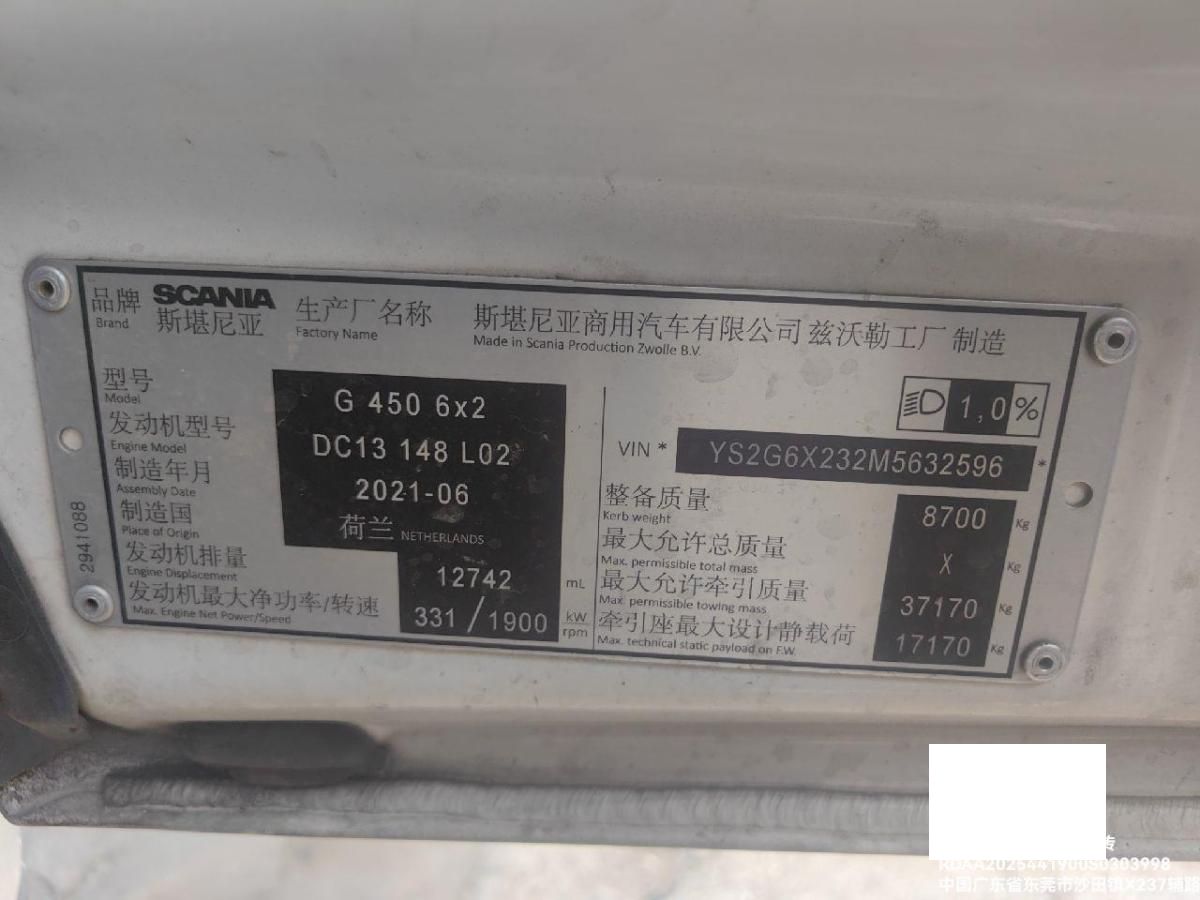 品牌 SCANIA 生产厂名称 斯堪尼亚商用汽车有限公司 兹沃勒工厂 制造
Brand 斯堪尼亚 Factory Name Made in Scania Production Zwolle B.V.
型号 G 450 6x2
Model
发动机型号 DC13 148 L02
Engine Model
制造年月 2021-06
Assembly Date
制造国 荷兰 NETHERLANDS
Place of Origin
发动机排量 12742 mL
Engine Displacement
发动机最大净功率/转速 331/1900 kW rpm
Max. Engine Net Power/Speed
2941088
1,0%
VIN * YS2G6X232M5632596 *
整备质量 8700 Kg
Kerb weight
最大允许总质量 X Kg
Max. permissible total mass
最大允许牵引质量 37170 Kg
Max. permissible towing mass
牵引座最大设计静载荷 17170 Kg
Max. technical static payload on F.W.
传
RDAA2025441900S0303998
中国广东省东莞市沙田镇X237辅路